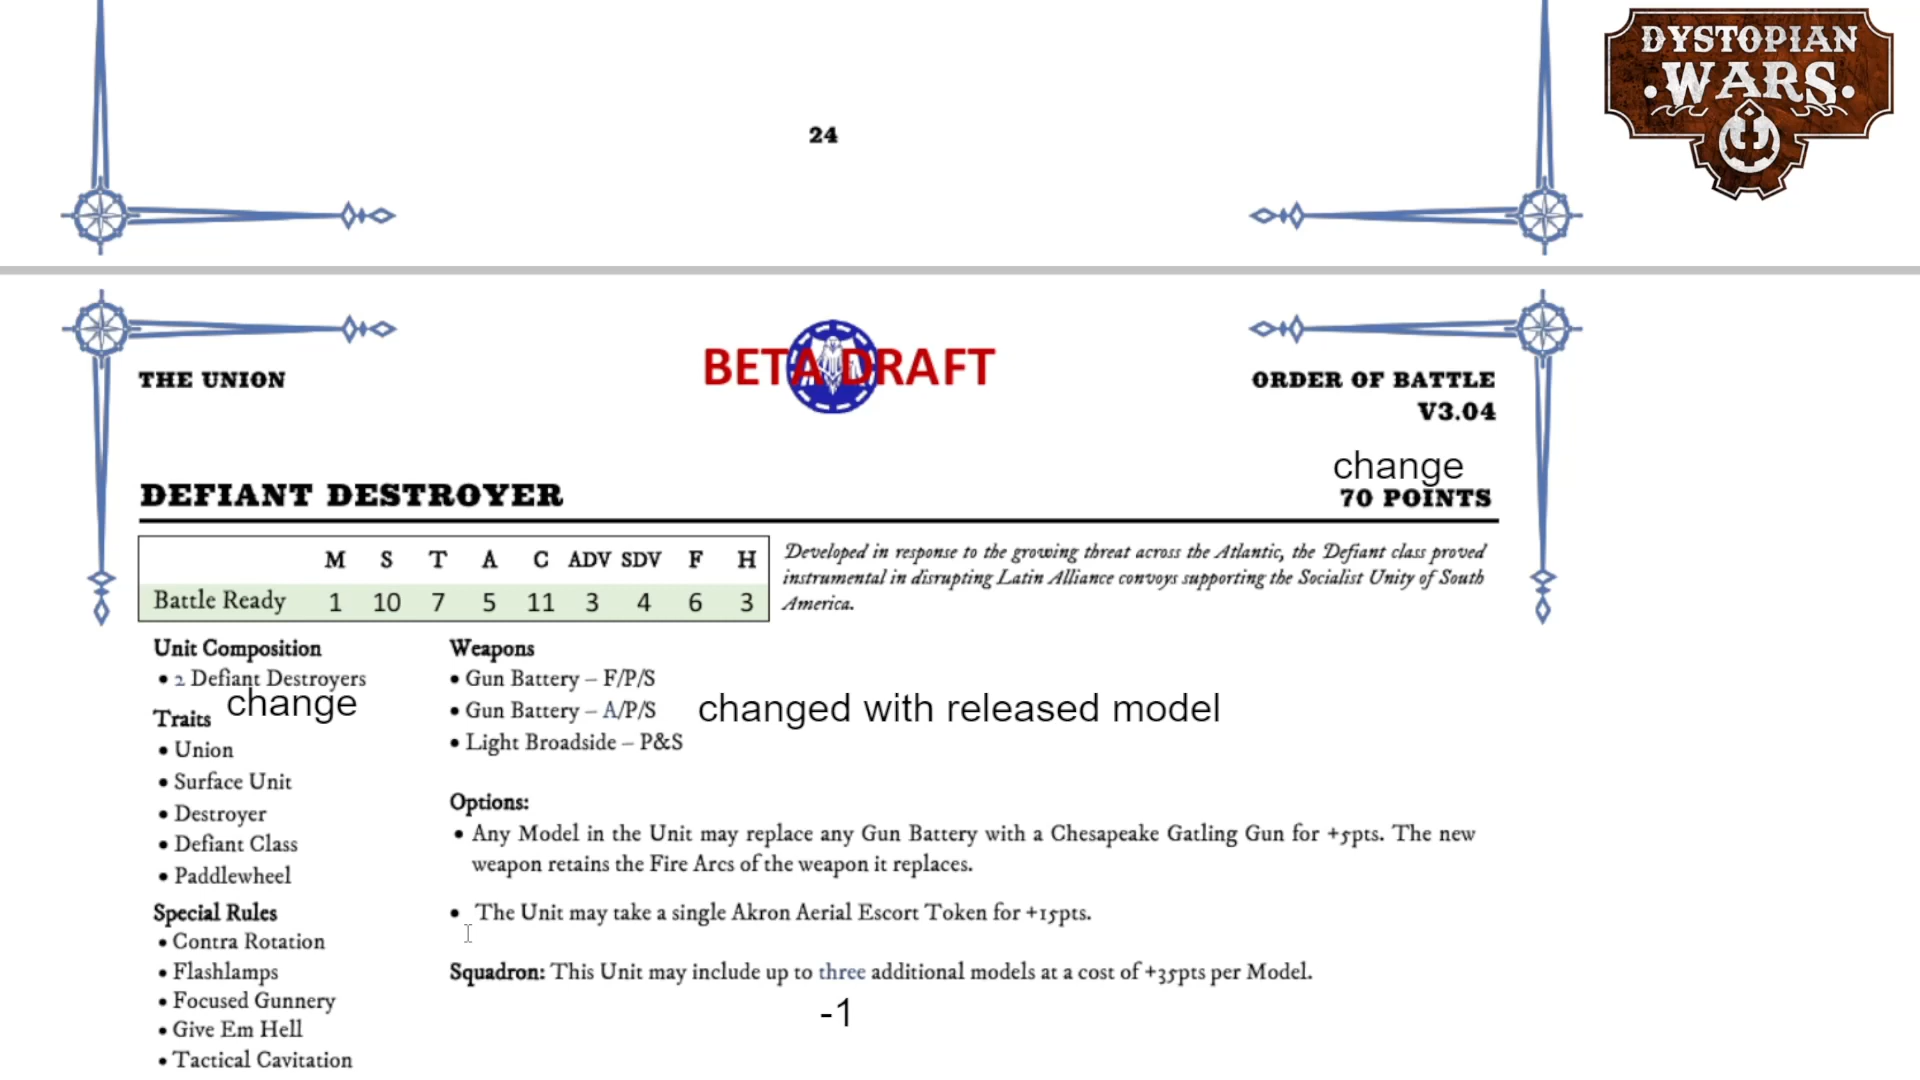 DYSTOPIAN
WARS
24
BETA DRAFT
THE UNION
ORDER OF BATTLE
V3.04
change
DEFIANT DESTROYER
70 POINTS
M S T A C ADV SDV F H
Battle Ready 1 10 7 5 11 3 4 6 3
Developed in response to the growing threat across the Atlantic, the Defiant class proved
instrumental in disrupting Latin Alliance convoys supporting the Socialist Unity of South
America.
Unit Composition
• 2 Defiant Destroyers
change
Traits
• Union
• Surface Unit
• Destroyer
• Defiant Class
• Paddlewheel
Special Rules
• Contra Rotation
• Flashlamps
• Focused Gunnery
• Give Em Hell
• Tactical Cavitation
Weapons
• Gun Battery – F/P/S
• Gun Battery – A/P/S
changed with released model
• Light Broadside – P&S
Options:
• Any Model in the Unit may replace any Gun Battery with a Chesapeake Gatling Gun for +5pts. The new
weapon retains the Fire Arcs of the weapon it replaces.
• The Unit may take a single Akron Aerial Escort Token for +15pts.
Squadron: This Unit may include up to three additional models at a cost of +35pts per Model.
-1